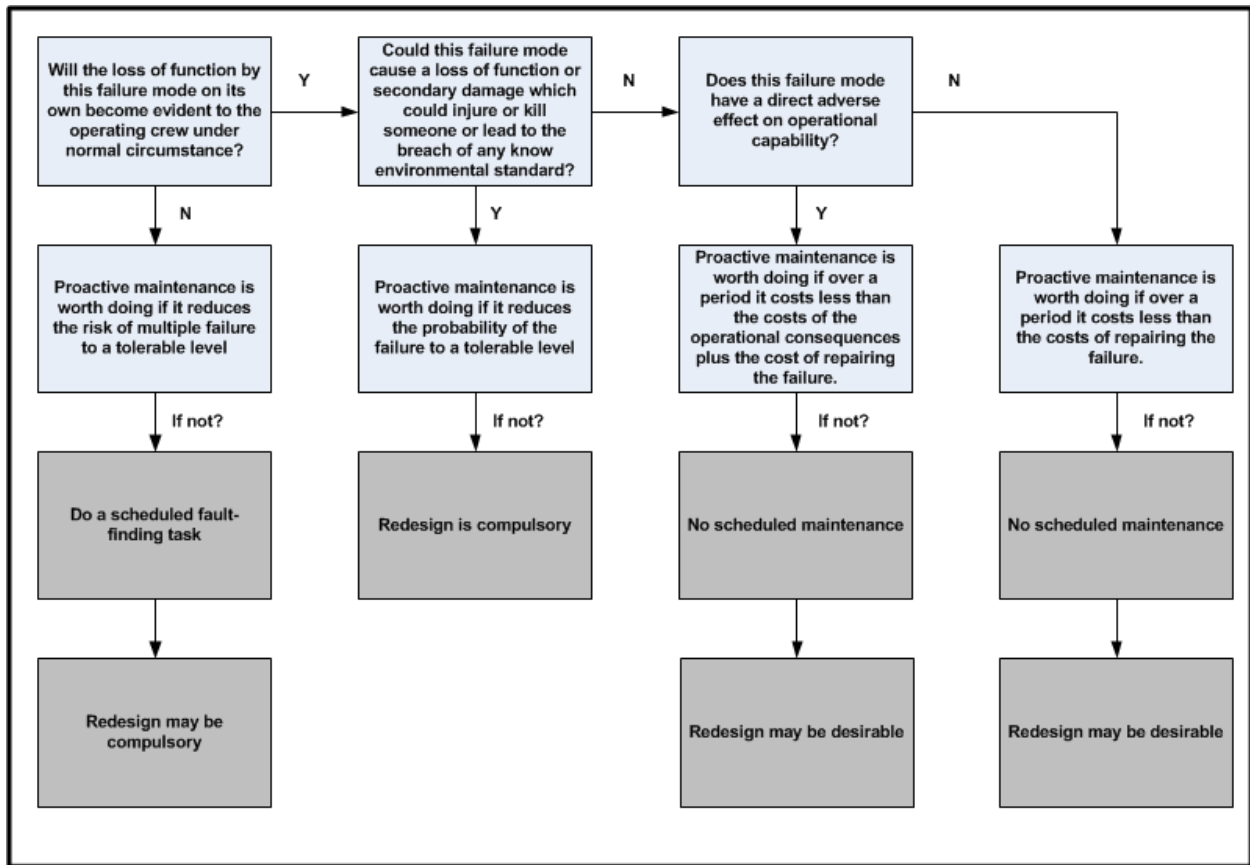 Will the loss of function by
this failure mode on its
own become evident to the
operating crew under
normal circumstance?
Y
Could this failure mode
cause a loss of function or
secondary damage which
could injure or kill
someone or lead to the
breach of any know
environmental standard?
N
Does this failure mode
have a direct adverse
effect on operational
capability?
N
N
Y
Y
Proactive maintenance is
worth doing if it reduces
the risk of multiple failure
to a tolerable level
Proactive maintenance is
worth doing if it reduces
the probability of the
failure to a tolerable level
Proactive maintenance is
worth doing if over a
period it costs less than
the costs of the
operational consequences
plus the cost of repairing
the failure.
Proactive maintenance is
worth doing if over a
period it costs less than
the costs of repairing the
failure.
If not?
If not?
If not?
If not?
Do a scheduled fault-
finding task
Redesign is compulsory
No scheduled maintenance
No scheduled maintenance
Redesign may be
compulsory
Redesign may be desirable
Redesign may be desirable